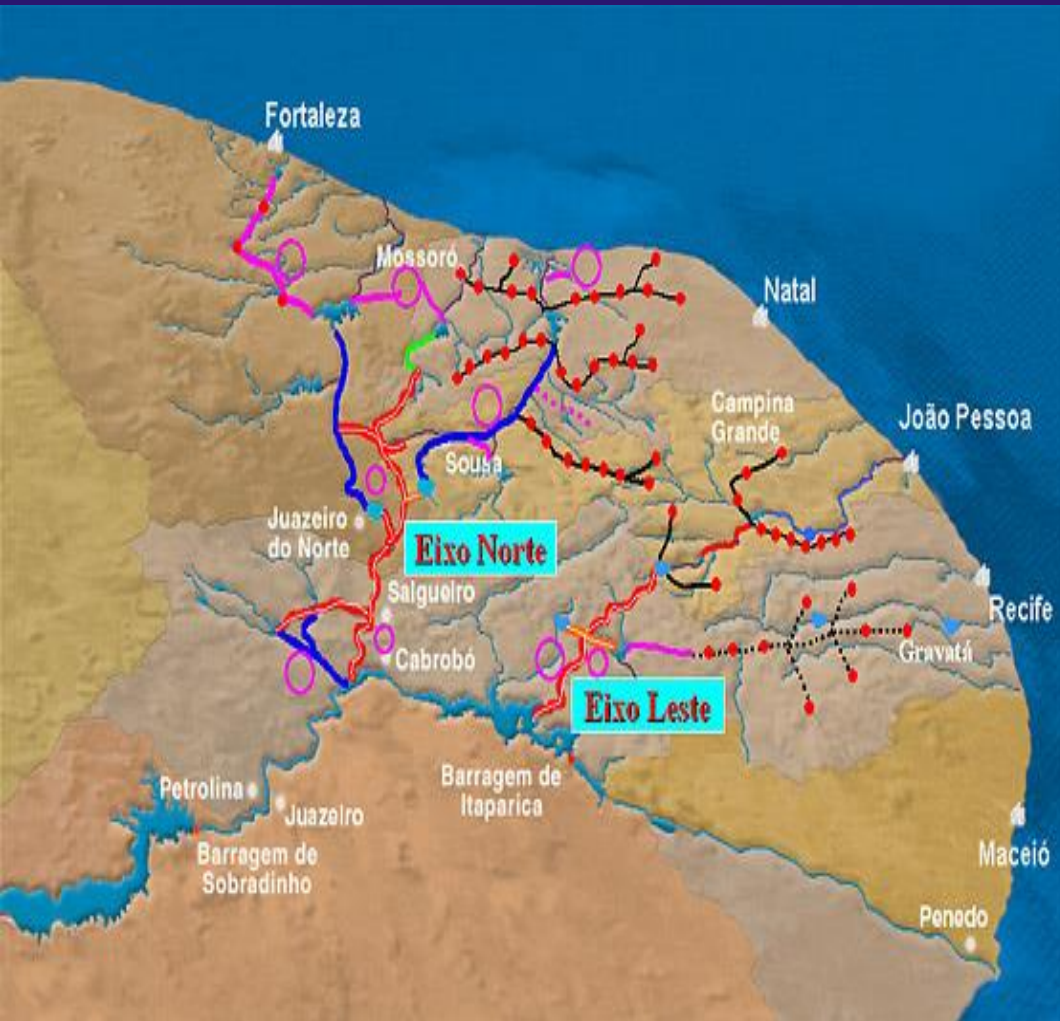 Fortaleza
Mossoró
Natal
Campina
Grande
João Pessoa
Sousa
Juazeiro
do Norte
Eixo Norte
Salgueiro
Recife
Cabrobó
Gravatá
Eixo Leste
Barragem de
Itaparica
Petrolina
Juazeiro
Barragem de
Sobradinho
Maceió
Penedo